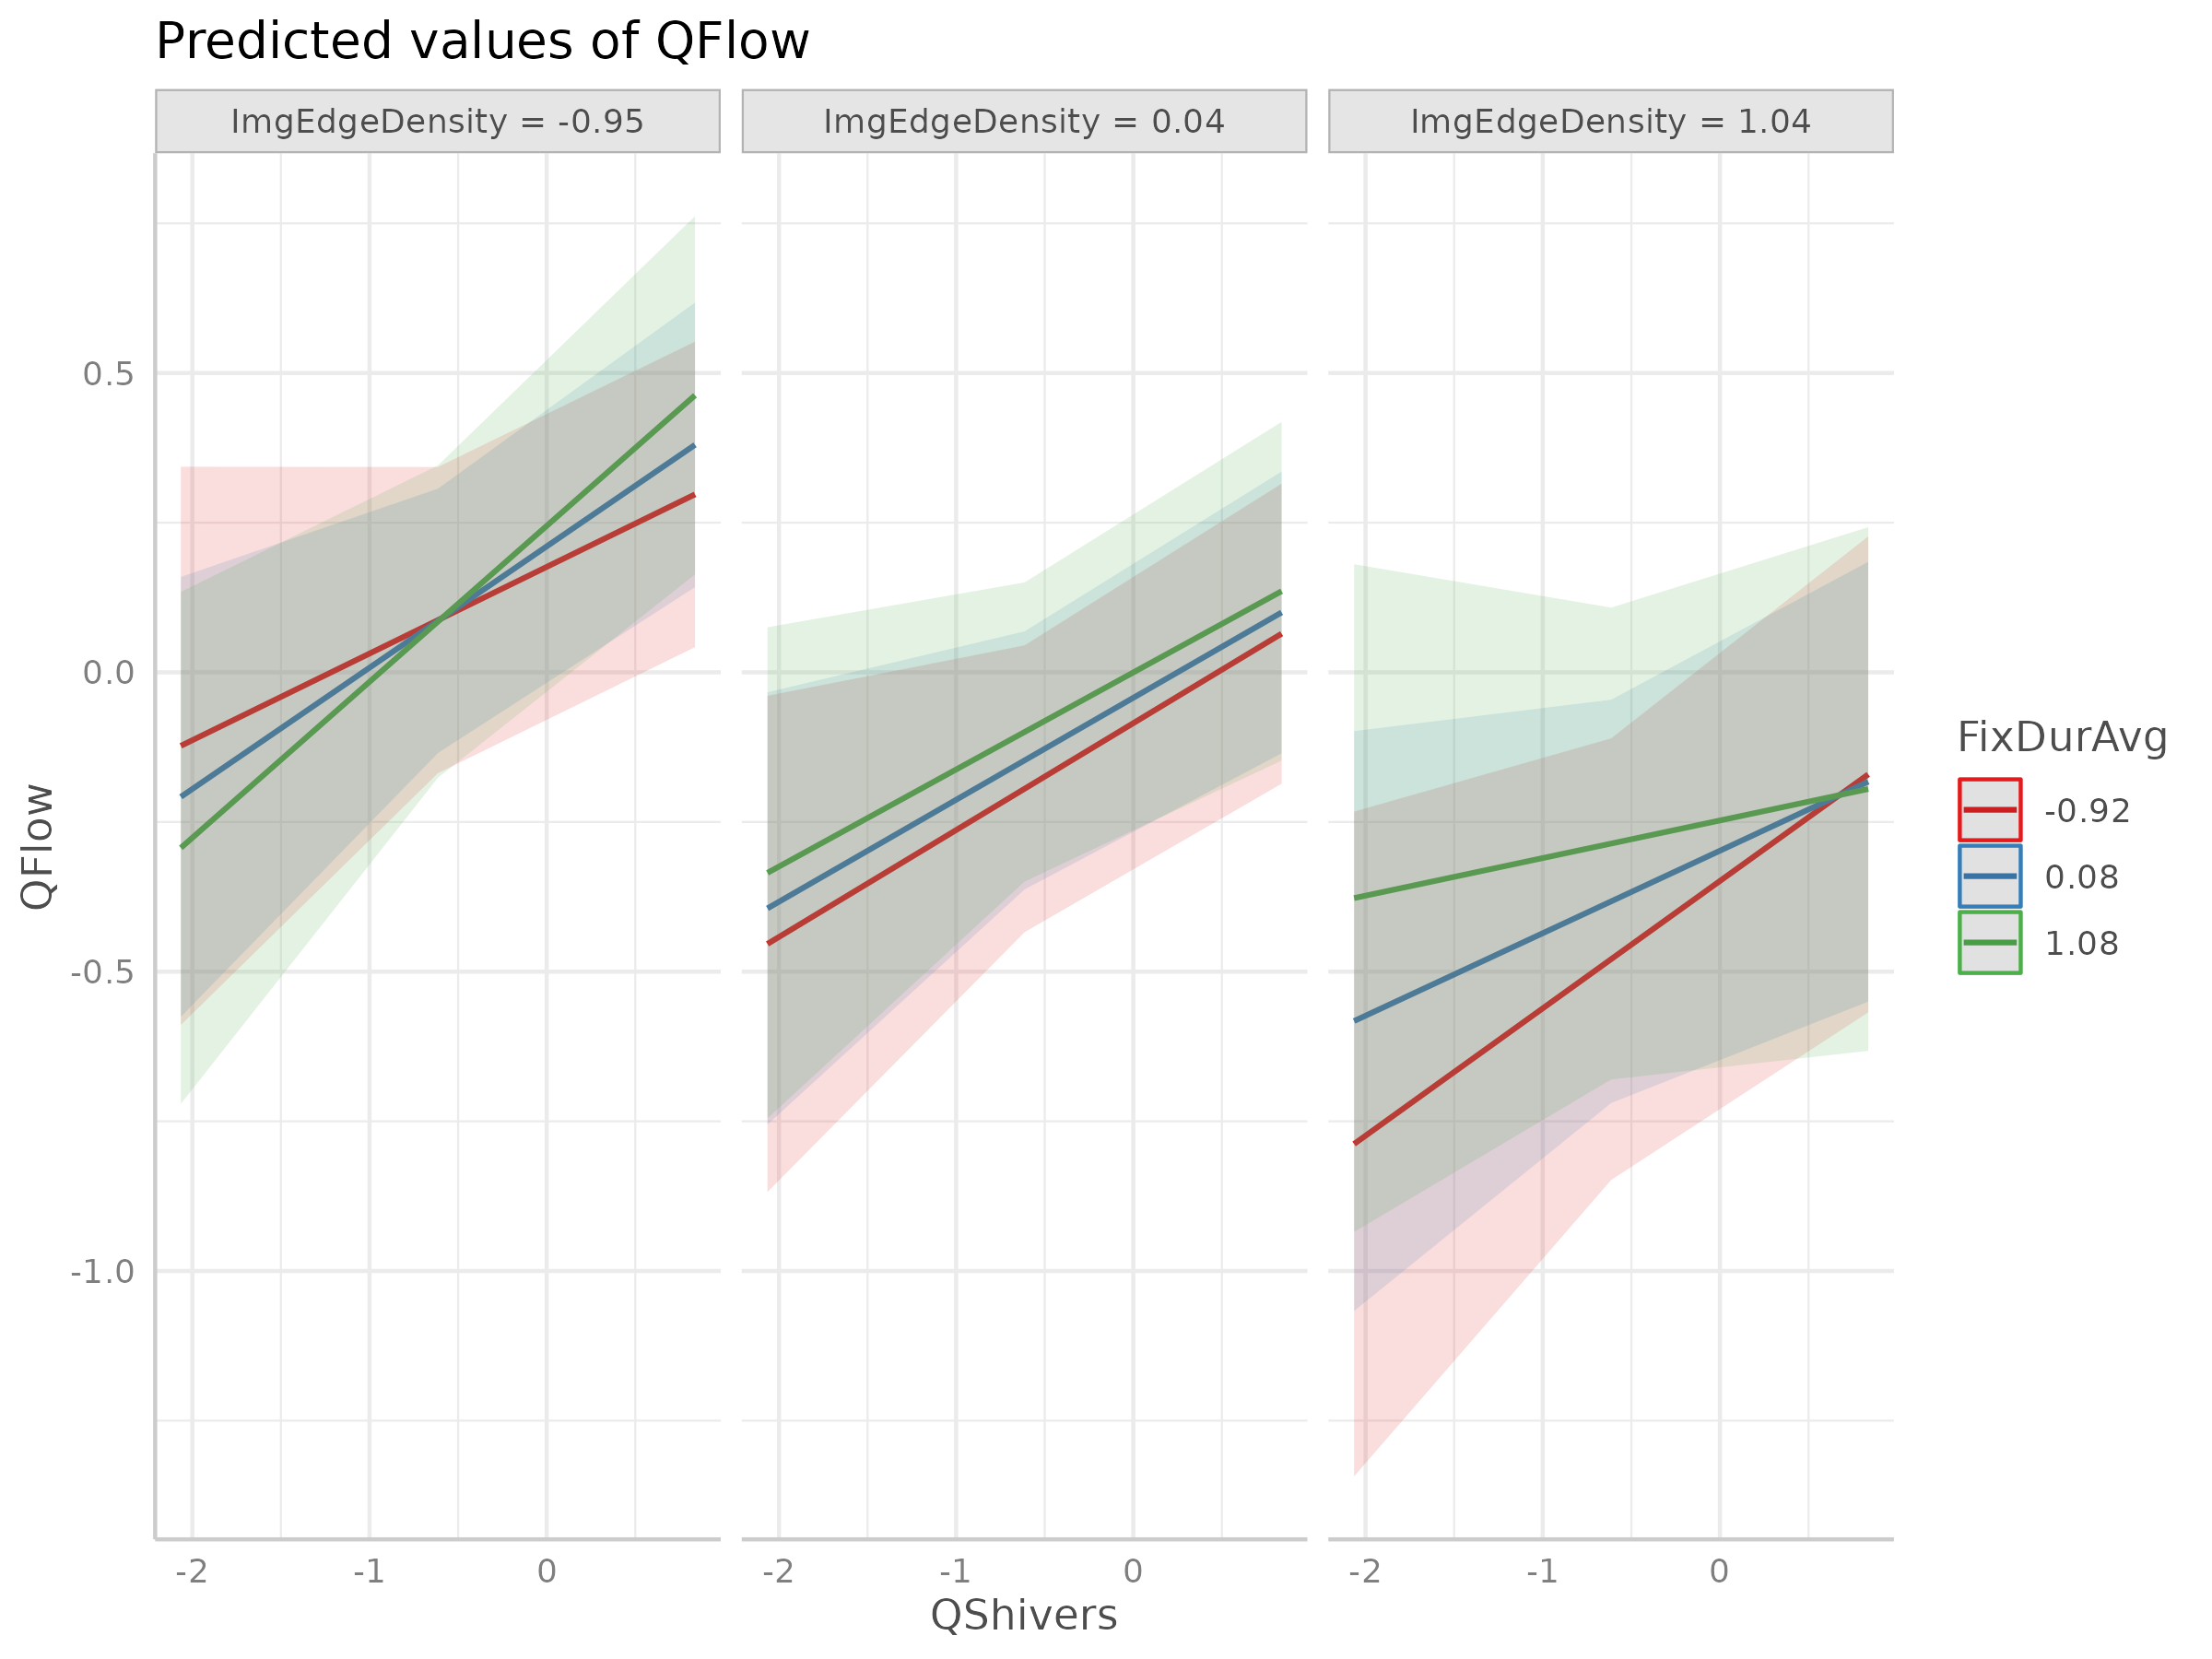 Predicted values of QFlow
ImgEdgeDensity = -0.95
ImgEdgeDensity = 0.04
ImgEdgeDensity = 1.04
0.5
0.0
-0.5
-1.0
QFlow
-2 -1 0
-2 -1 0
-2 -1 0
QShivers
FixDurAvg
-0.92
0.08
1.08